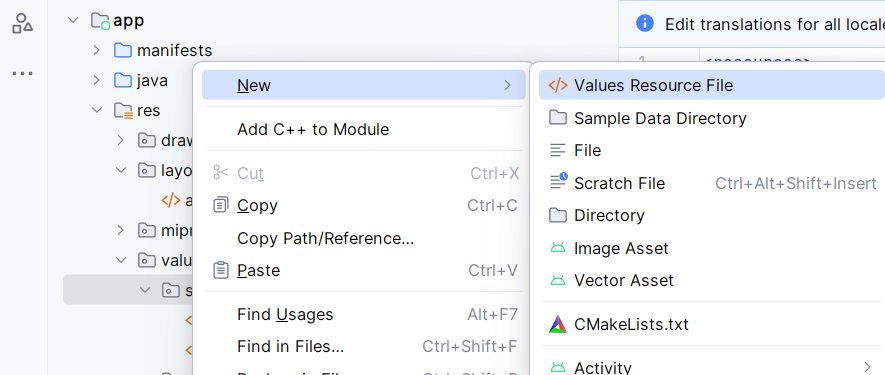 app
Edit translations for all locale
manifests
1
<resources>
java
New
Values Resource File
res
Sample Data Directory
Add C++ to Module
draw
File
layo
Cut Ctrl+X
Scratch File Ctrl+Alt+Shift+Insert
a
Copy Ctrl+C
Directory
mipr
Copy Path/Reference...
Image Asset
valu
Paste Ctrl+V
Vector Asset
s
Find Usages Alt+F7
CMakeLists.txt
Find in Files... Ctrl+Shift+F
Activity